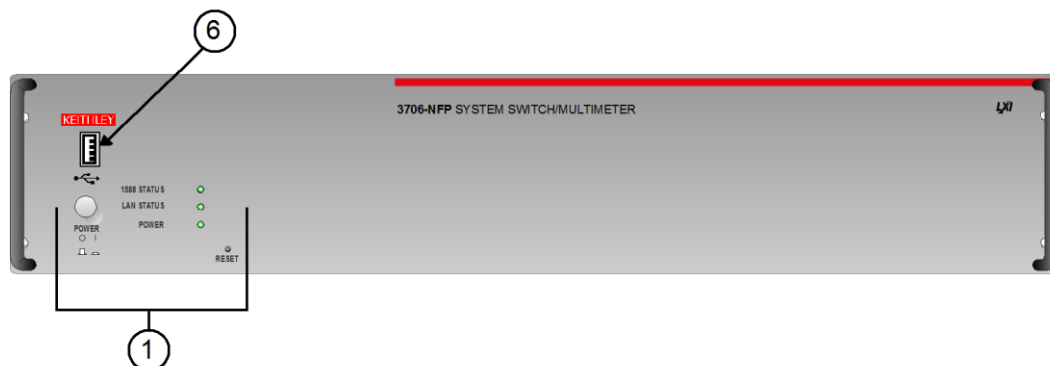 6
3706-NFP SYSTEM SWITCH/MULTIMETER
LXI
KEITHLEY
1588 STATUS
LAN STATUS
POWER
POWER
RESET
1